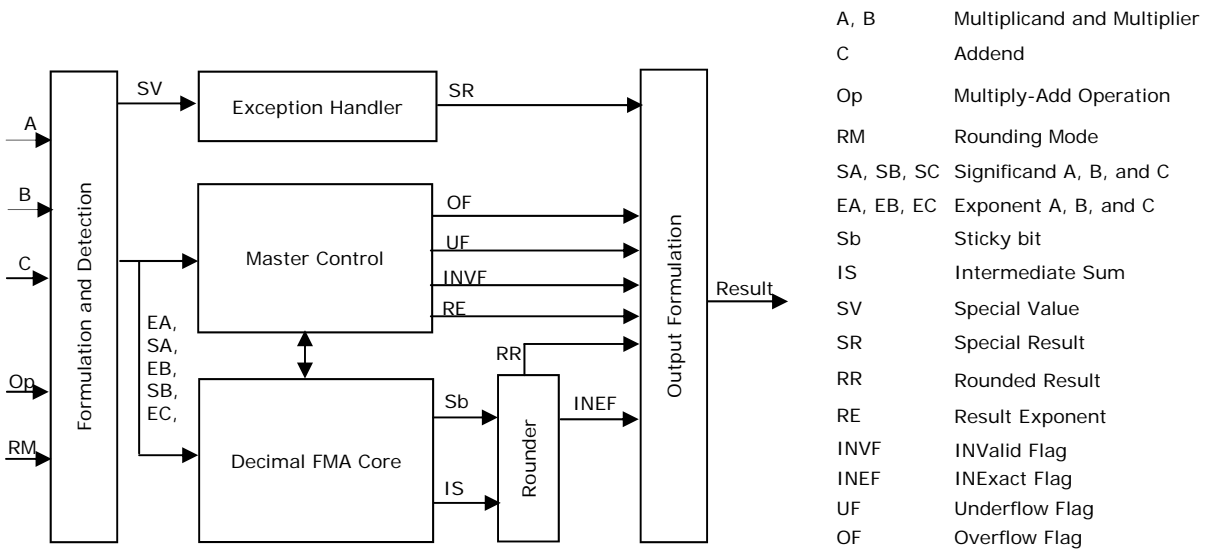 A
B
C
Op
RM
Formulation and Detection
SV
Exception Handler
SR
Master Control
OF
UF
INVF
RE
EA,
SA,
EB,
SB,
EC,
Decimal FMA Core
Sb
IS
Rounder
RR
INEF
Output Formulation
Result
A, B Multiplicand and Multiplier
C Addend
Op Multiply-Add Operation
RM Rounding Mode
SA, SB, SC Significand A, B, and C
EA, EB, EC Exponent A, B, and C
Sb Sticky bit
IS Intermediate Sum
SV Special Value
SR Special Result
RR Rounded Result
RE Result Exponent
INVF INValid Flag
INEF INExact Flag
UF Underflow Flag
OF Overflow Flag